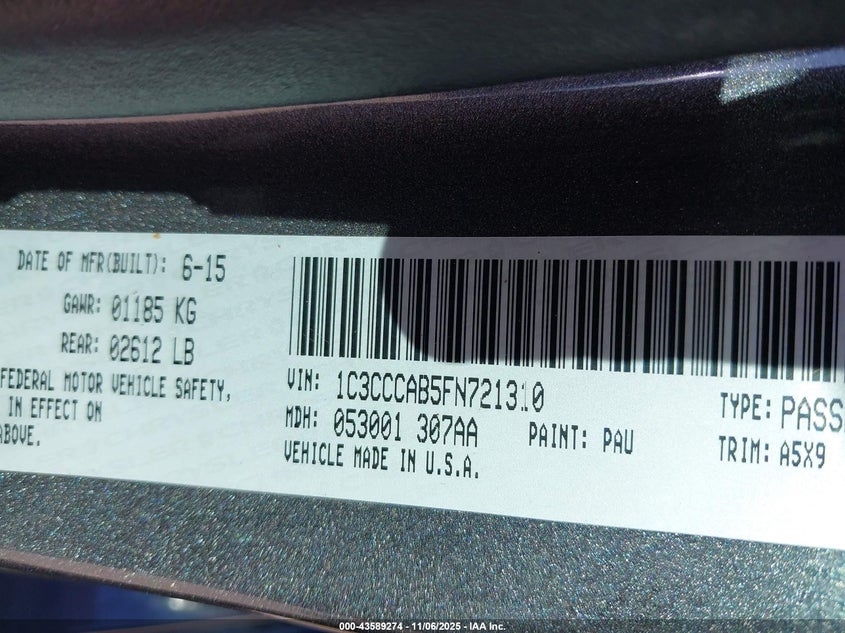 DATE OF MFR(BUILT): 6-15
GAWR: 01185 KG
REAR: 02612 LB
FEDERAL MOTOR VEHICLE SAFETY,
IN EFFECT ON
ABOVE.
VIN: 1C3CCCAB5FN721310
MDH: 053001 307AA
PAINT: PAU
VEHICLE MADE IN U.S.A.
TYPE: PASS
TRIM: A5X9
000-43589274 - 11/06/2025 - IAA Inc.